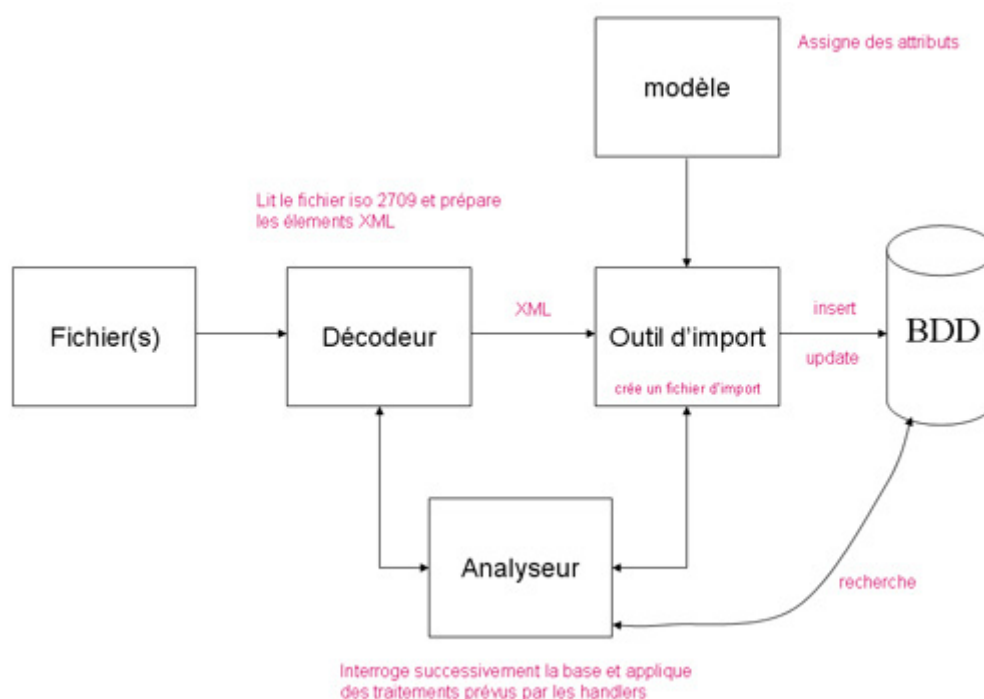 Assigne des attributs
modèle
Lit le fichier iso 2709 et prépare
les élements XML
Fichier(s)
Décodeur
XML
Outil d'import
crée un fichier d'import
insert
update
BDD
Analyseur
recherche
Interroge successivement la base et applique
des traitements prévus par les handlers